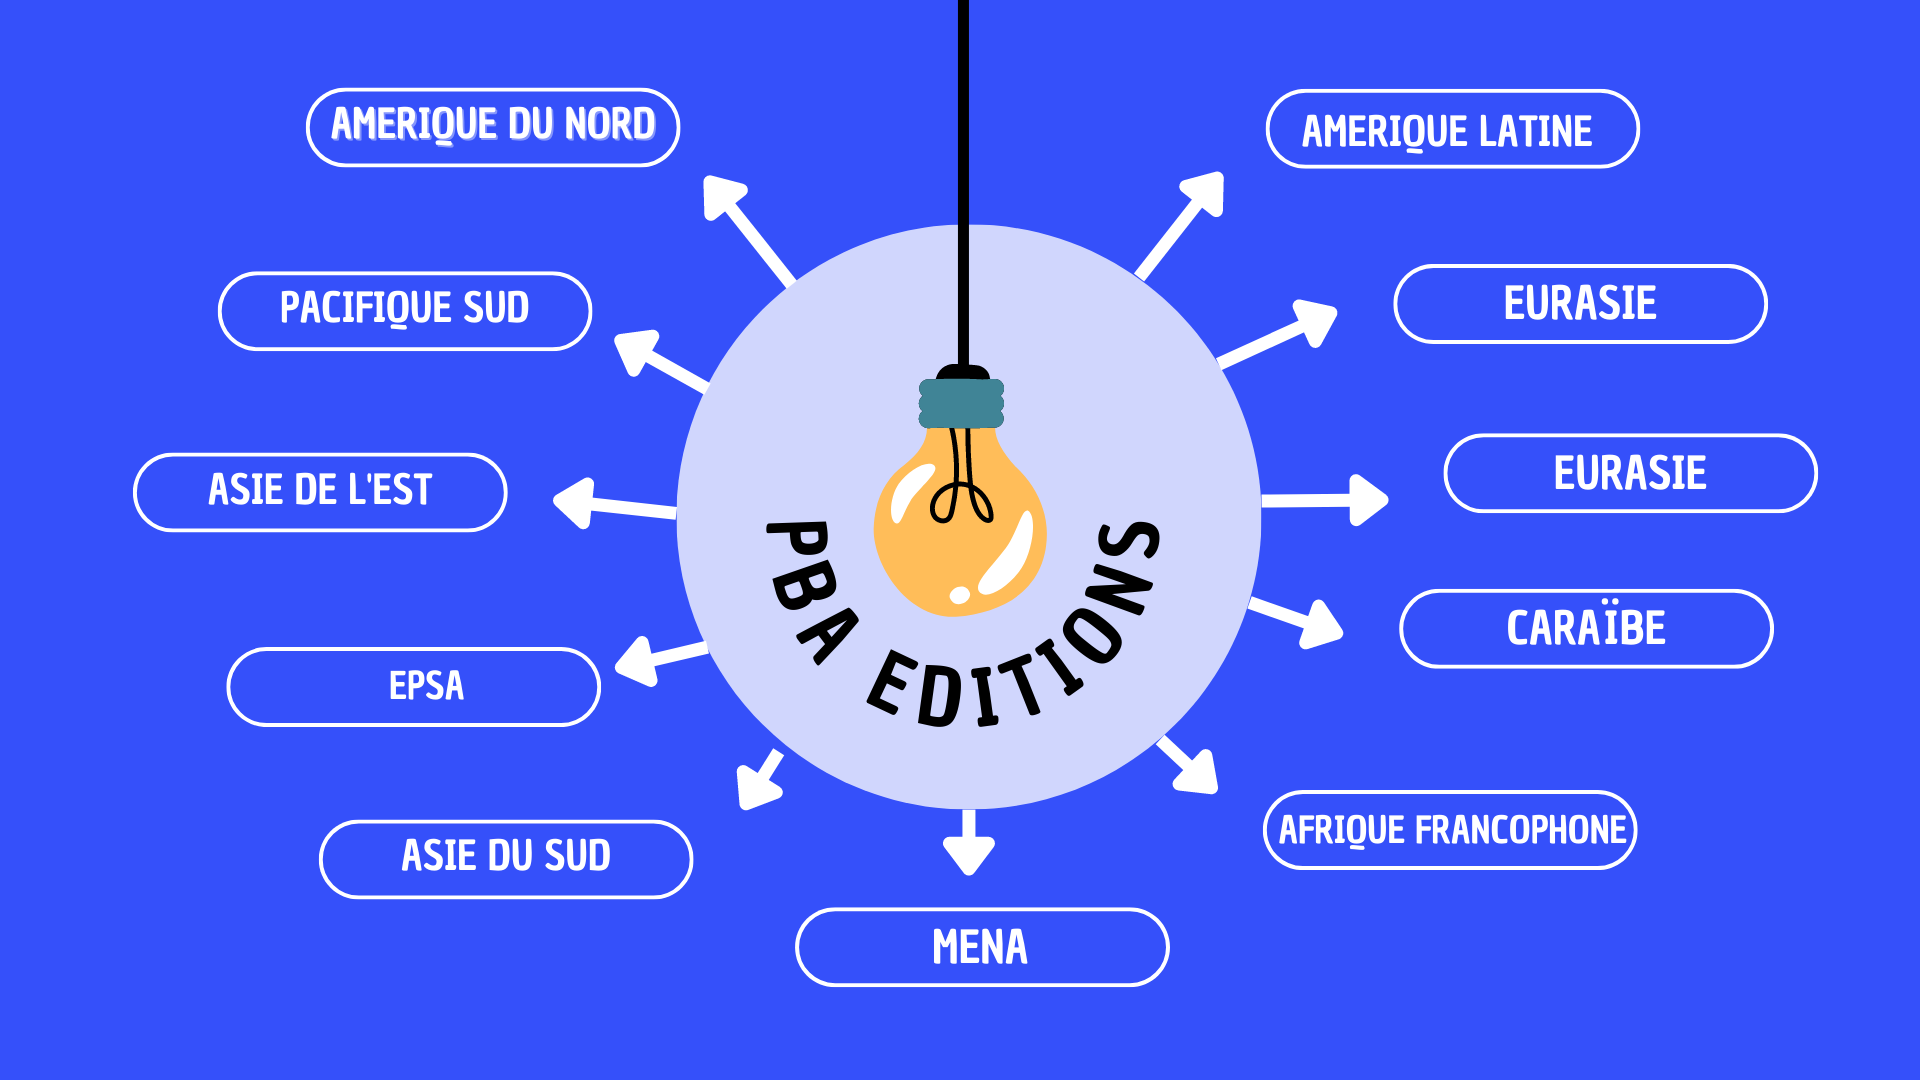 AMERIQUE DU NORD
AMERIQUE LATINE
PACIFIQUE SUD
EURASIE
ASIE DE L'EST
EURASIE
PBA EDITIONS
CARAÏBE
EPSA
ASIE DU SUD
AFRIQUE FRANCOPHONE
MENA